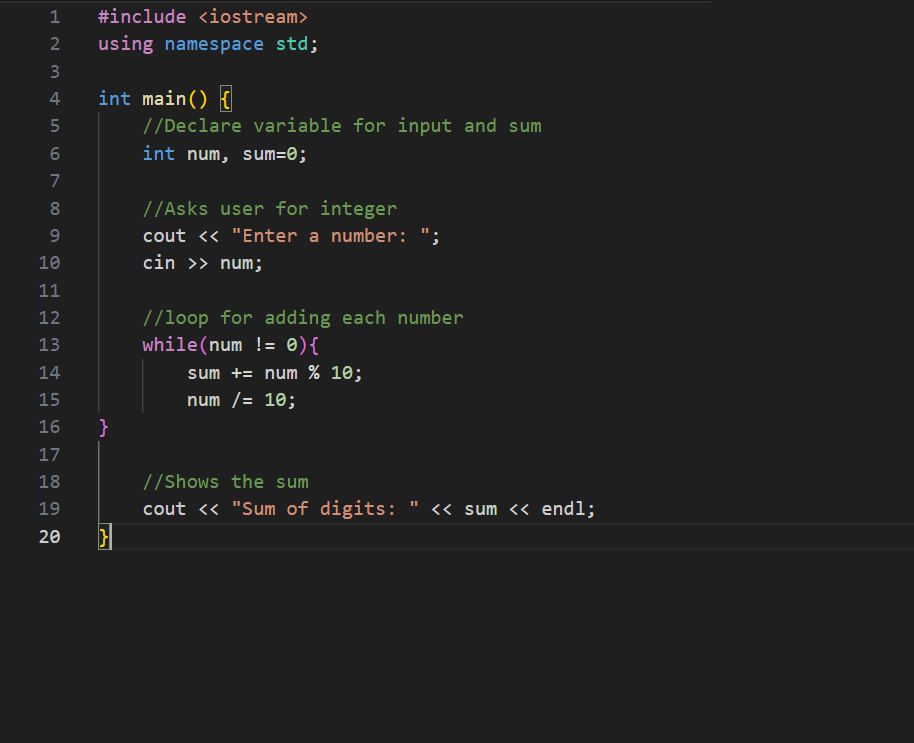 1 #include <iostream>
2 using namespace std;
3
4 int main() {
5     //Declare variable for input and sum
6     int num, sum=0;
7
8     //Asks user for integer
9     cout << "Enter a number: ";
10     cin >> num;
11
12     //loop for adding each number
13     while(num != 0){
14         sum += num % 10;
15         num /= 10;
16 }
17
18     //Shows the sum
19     cout << "Sum of digits: " << sum << endl;
20 }